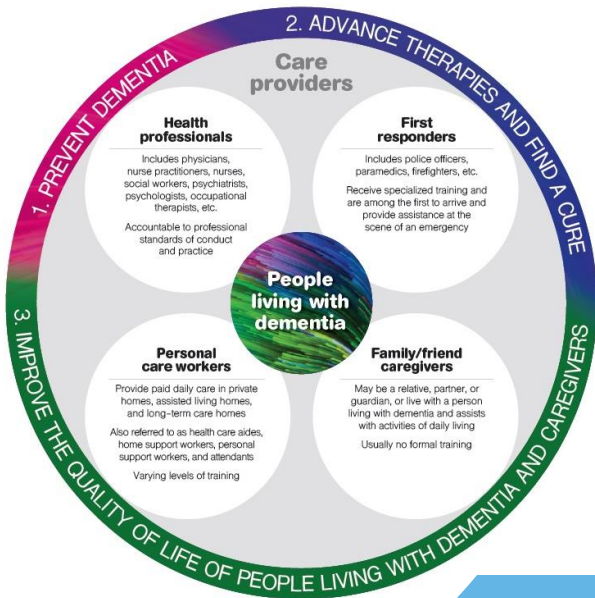 1. PREVENT DEMENTIA
2. ADVANCE THERAPIES AND FIND A CURE
3. IMPROVE THE QUALITY OF LIFE OF PEOPLE LIVING WITH DEMENTIA AND CAREGIVERS
Care
providers
Health
professionals
Includes physicians,
nurse practitioners, nurses,
social workers, psychiatrists,
psychologists, occupational
therapists, etc.
Accountable to professional
standards of conduct
and practice
First
responders
Includes police officers,
paramedics, firefighters, etc.
Receive specialized training and
are among the first to arrive and
provide assistance at the
scene of an emergency
People
living with
dementia
Personal
care workers
Provide paid daily care in private
homes, assisted living homes,
and long-term care homes
Also referred to as health care aides,
home support workers, personal
support workers, and attendants
Varying levels of training
Family/friend
caregivers
May be a relative, partner, or
guardian, or live with a person
living with dementia and assists
with activities of daily living
Usually no formal training